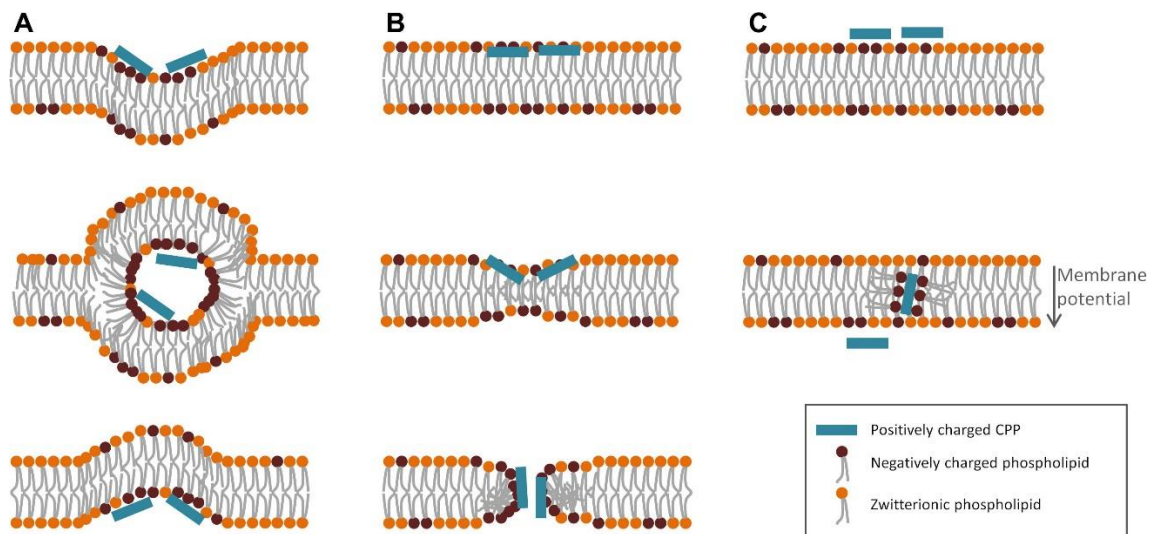 A
B
C
Membrane
potential
Positively charged CPP
Negatively charged phospholipid
Zwitterionic phospholipid